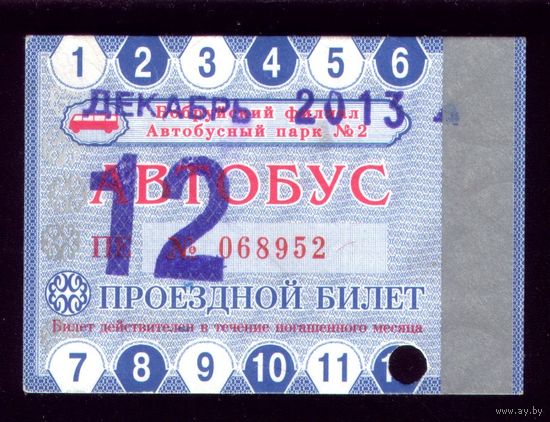 1 2 3 4 5 6
ДЕКАБРЬ 2013
Бобруйский филиал
Автобусный парк №2
АВТОБУС
12
ПЕ № 068952
ПРОЕЗДНОЙ БИЛЕТ
Билет действителен в течение погашенного месяца
7 8 9 10 11
www.ay.by